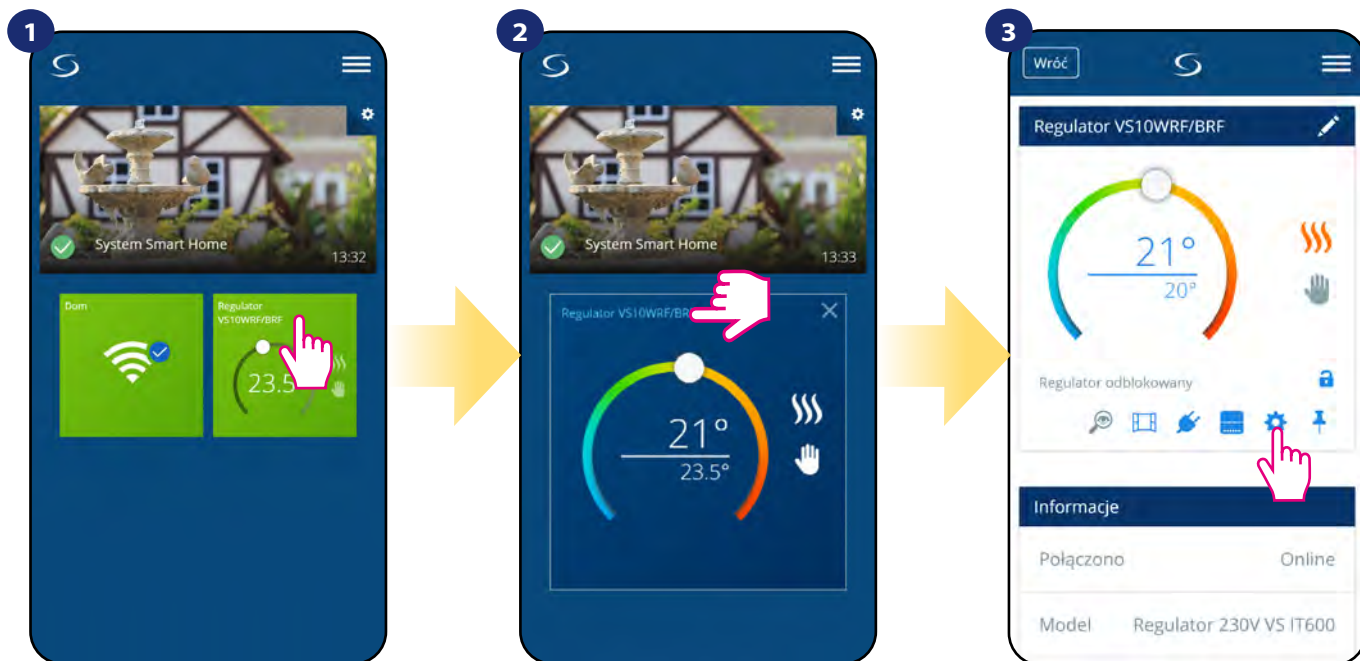 1
System Smart Home
13:32
Dom
Regulator
VS10WRF/BRF
23.5
2
System Smart Home
13:33
Regulator VS10WRF/BR
21°
23.5°
3
Wróć
Regulator VS10WRF/BRF
21°
20°
Regulator odblokowany
Informacje
Połączono Online
Model Regulator 230V VS IT600